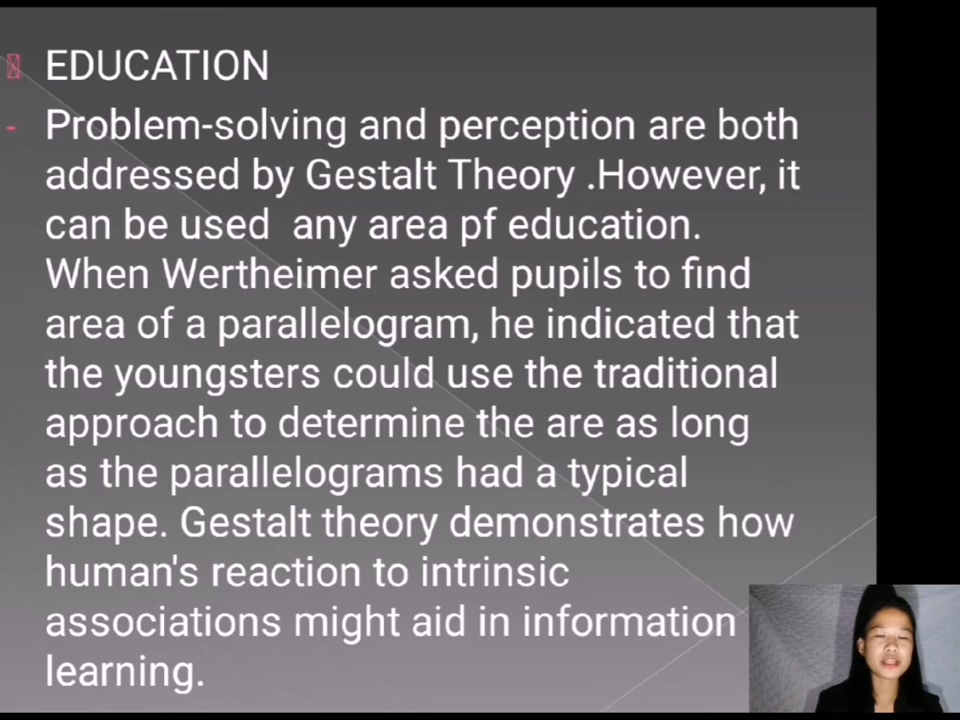 EDUCATION
- Problem-solving and perception are both
addressed by Gestalt Theory .However, it
can be used  any area pf education.
When Wertheimer asked pupils to find
area of a parallelogram, he indicated that
the youngsters could use the traditional
approach to determine the are as long
as the parallelograms had a typical
shape. Gestalt theory demonstrates how
human's reaction to intrinsic
associations might aid in information
learning.